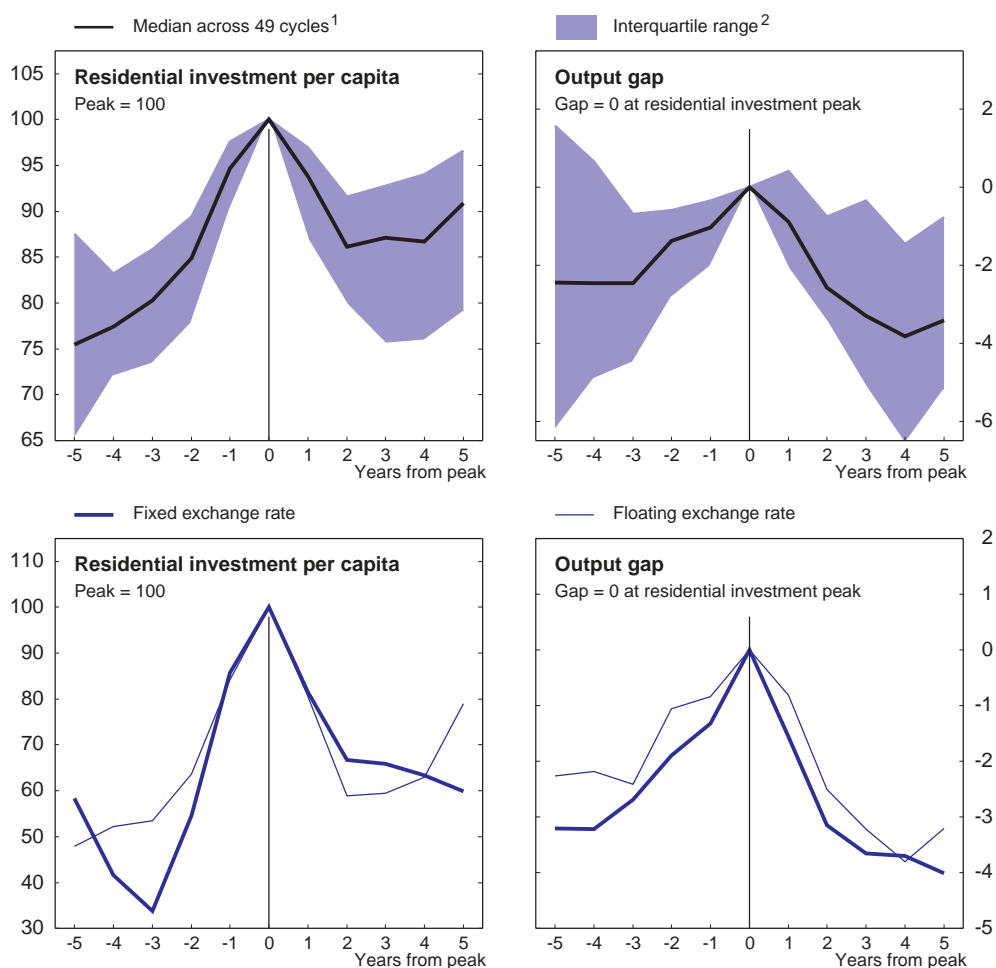 Median across 49 cycles1
Interquartile range2
Residential investment per capita
Peak = 100
105
100
95
90
85
80
75
70
65
-5 -4 -3 -2 -1 0 1 2 3 4 5
Years from peak
Output gap
Gap = 0 at residential investment peak
2
0
-2
-4
-6
-5 -4 -3 -2 -1 0 1 2 3 4 5
Years from peak
Fixed exchange rate
Floating exchange rate
Residential investment per capita
Peak = 100
110
100
90
80
70
60
50
40
30
-5 -4 -3 -2 -1 0 1 2 3 4 5
Years from peak
Output gap
Gap = 0 at residential investment peak
2
1
0
-1
-2
-3
-4
-5
-5 -4 -3 -2 -1 0 1 2 3 4 5
Years from peak